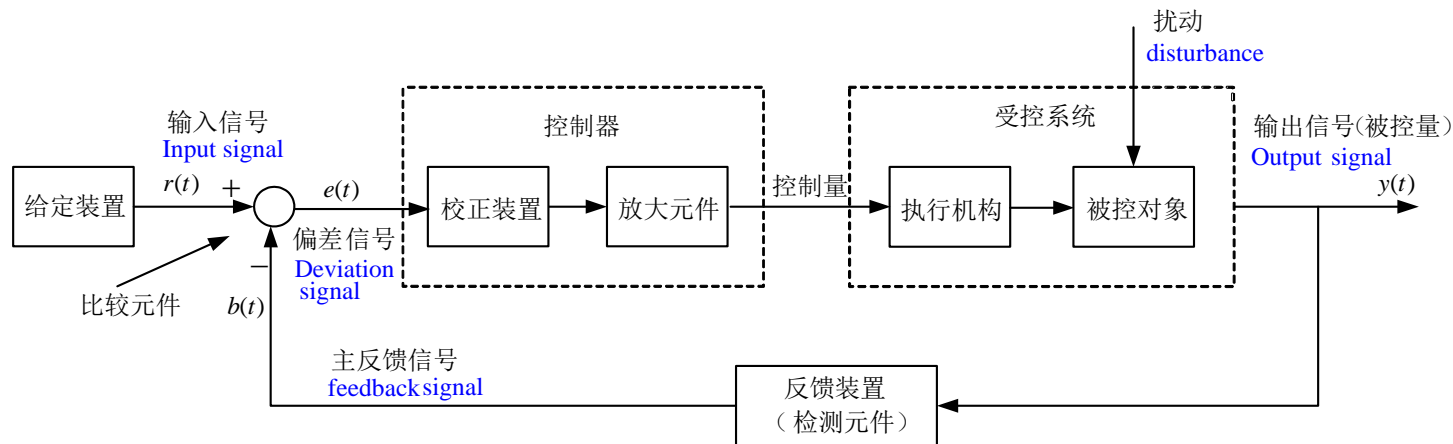 扰动
disturbance
控制器
受控系统
输入信号
Input signal
r(t)
+
给定装置
e(t)
校正装置
放大元件
控制量
执行机构
被控对象
输出信号(被控量)
Output signal
y(t)
偏差信号
Deviation
signal
−
b(t)
比较元件
主反馈信号
feedback signal
反馈装置
(检测元件)